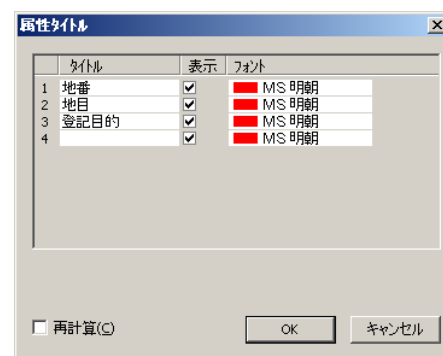 属性ﾀｲﾄﾙ
ﾀｲﾄﾙ 表示 ﾌｫﾝﾄ
1 地番 MS 明朝
2 地目 MS 明朝
3 登記目的 MS 明朝
4 MS 明朝
再計算(C)
OK
ｷｬﾝｾﾙ